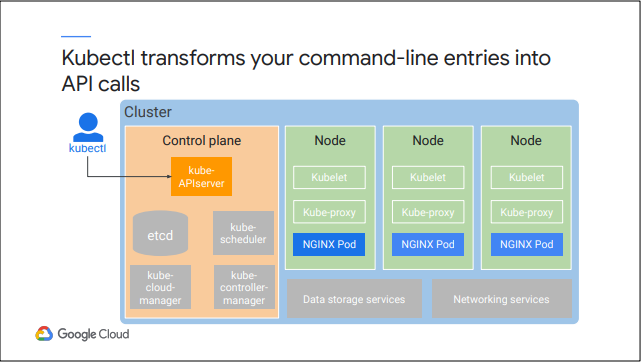 Kubectl transforms your command-line entries into
API calls
Cluster
kubectl
Control plane
kube-
APIserver
etcd
kube-
scheduler
kube-
cloud-
manager
kube-
controller-
manager
Node
Kubelet
Kube-proxy
NGINX Pod
Node
Kubelet
Kube-proxy
NGINX Pod
Node
Kubelet
Kube-proxy
NGINX Pod
Data storage services
Networking services
Google Cloud